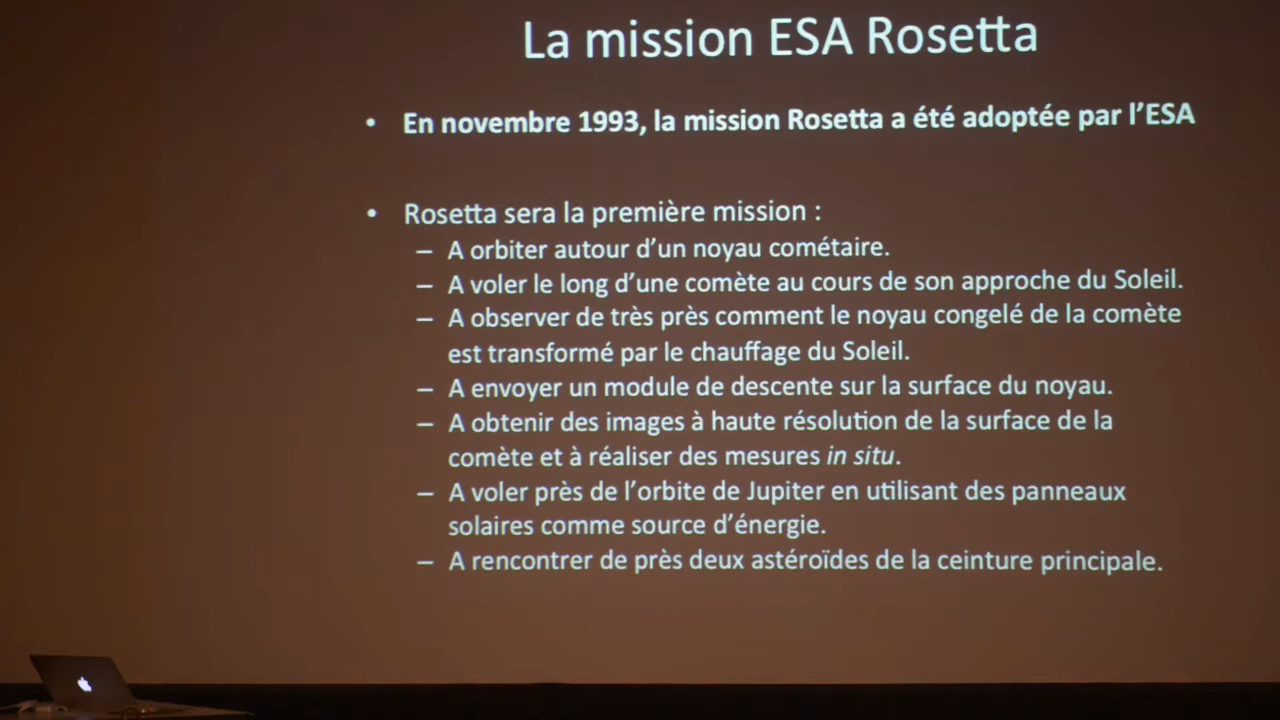 La mission ESA Rosetta
• En novembre 1993, la mission Rosetta a été adoptée par l'ESA
• Rosetta sera la première mission :
– A orbiter autour d'un noyau cométaire.
– A voler le long d'une comète au cours de son approche du Soleil.
– A observer de très près comment le noyau congelé de la comète
est transformé par le chauffage du Soleil.
– A envoyer un module de descente sur la surface du noyau.
– A obtenir des images à haute résolution de la surface de la
comète et à réaliser des mesures in situ.
– A voler près de l'orbite de Jupiter en utilisant des panneaux
solaires comme source d'énergie.
– A rencontrer de près deux astéroïdes de la ceinture principale.